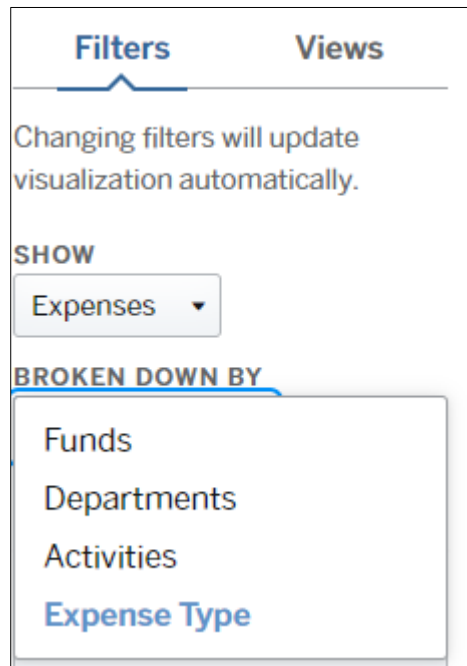 Filters Views
Changing filters will update
visualization automatically.
SHOW
Expenses
BROKEN DOWN BY
Funds
Departments
Activities
Expense Type